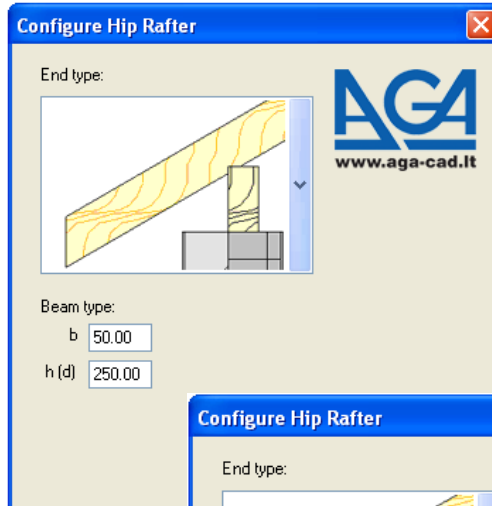 Configure Hip Rafter
End type:
AGA
www.aga-cad.lt
Beam type:
b 50.00
h (d) 250.00
Configure Hip Rafter
End type: